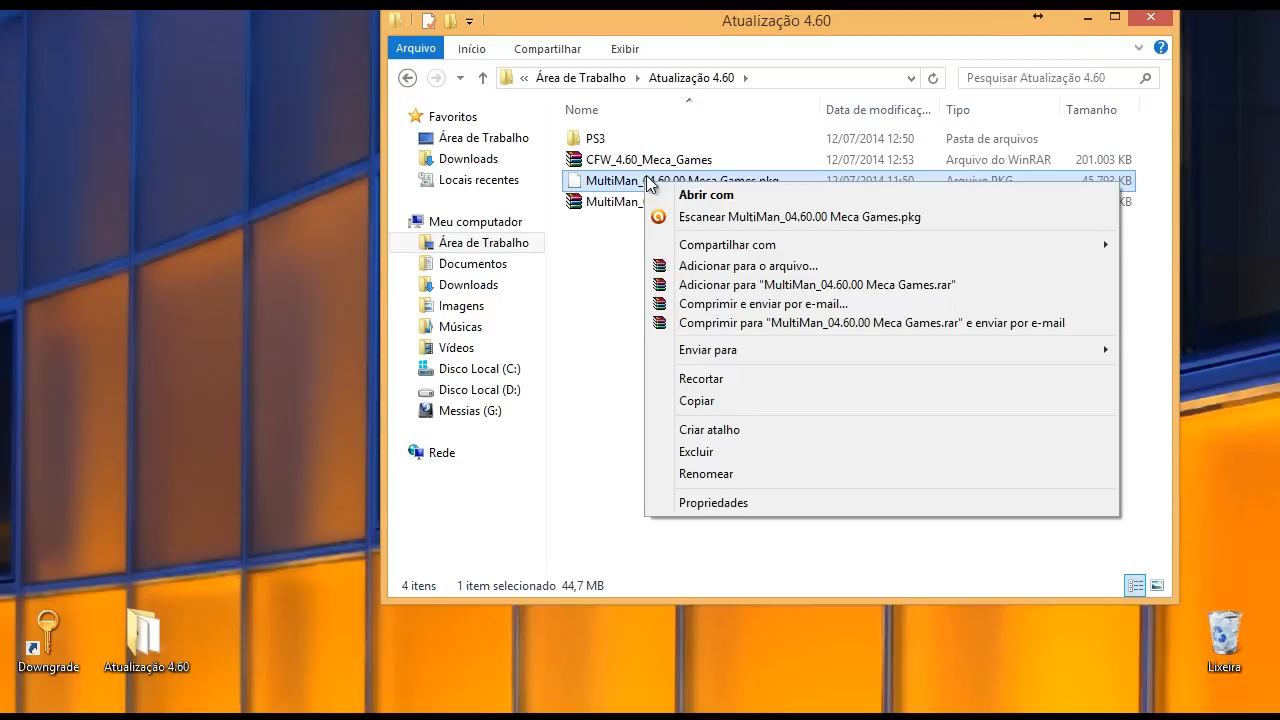 Atualização 4.60
Arquivo Início Compartilhar Exibir
« Área de Trabalho Atualização 4.60 Pesquisar Atualização 4.60
Nome Data de modificaç... Tipo Tamanho
Favoritos
Área de Trabalho
Downloads
Locais recentes
Meu computador
Área de Trabalho
Documentos
Downloads
Imagens
Músicas
Vídeos
Disco Local (C:)
Disco Local (D:)
Messias (G:)
Rede
PS3 12/07/2014 12:50 Pasta de arquivos
CFW_4.60_Meca_Games 12/07/2014 12:53 Arquivo do WinRAR 201.003 KB
MultiMan_04.60.00 Meca Games.pkg 12/07/2014 11:50 Arquivo PKG 45.793 KB
MultiMan_ KB
Abrir com
Escanear MultiMan_04.60.00 Meca Games.pkg
Compartilhar com
Adicionar para o arquivo...
Adicionar para "MultiMan_04.60.00 Meca Games.rar"
Comprimir e enviar por e-mail...
Comprimir para "MultiMan_04.60.00 Meca Games.rar" e enviar por e-mail
Enviar para
Recortar
Copiar
Criar atalho
Excluir
Renomear
Propriedades
4 itens 1 item selecionado 44,7 MB
Downgrade
Atualização 4.60
Lixeira